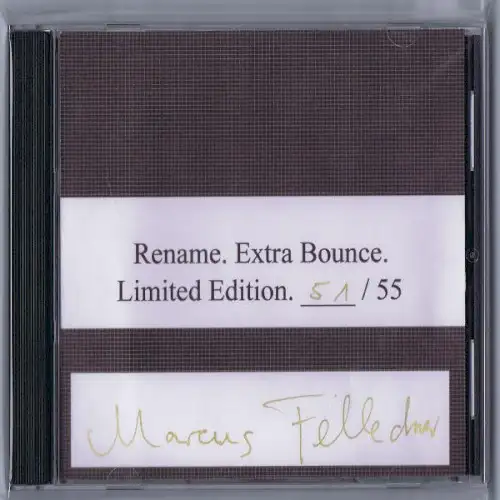 Rename. Extra Bounce.
Limited Edition. 51 / 55
Marcus